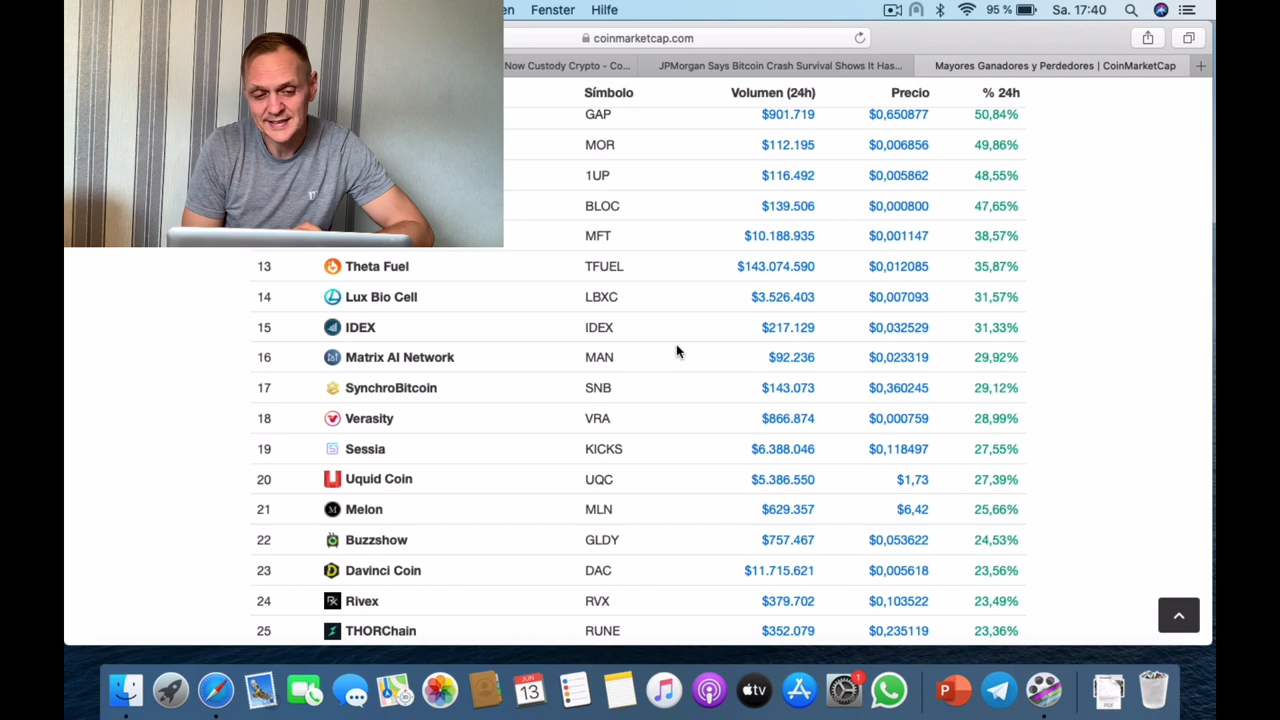 en Fenster Hilfe 95 % Sa. 17:40
coinmarketcap.com
Now Custody Crypto - Co... JPMorgan Says Bitcoin Crash Survival Shows It Has... Mayores Ganadores y Perdedores | CoinMarketCap
Símbolo Volumen (24h) Precio % 24h
GAP $901.719 $0,650877 50,84%
MOR $112.195 $0,006856 49,86%
1UP $116.492 $0,005862 48,55%
BLOC $139.506 $0,000800 47,65%
MFT $10.188.935 $0,001147 38,57%
13 Theta Fuel TFUEL $143.074.590 $0,012085 35,87%
14 Lux Bio Cell LBXC $3.526.403 $0,007093 31,57%
15 IDEX IDEX $217.129 $0,032529 31,33%
16 Matrix AI Network MAN $92.236 $0,023319 29,92%
17 SynchroBitcoin SNB $143.073 $0,360245 29,12%
18 Verasity VRA $866.874 $0,000759 28,99%
19 Sessia KICKS $6.388.046 $0,118497 27,55%
20 Uquid Coin UQC $5.386.550 $1,73 27,39%
21 Melon MLN $629.357 $6,42 25,66%
22 Buzzshow GLDY $757.467 $0,053622 24,53%
23 Davinci Coin DAC $11.715.621 $0,005618 23,56%
24 Rivex RVX $379.702 $0,103522 23,49%
25 THORChain RUNE $352.079 $0,235119 23,36%
JUN
13
tv
1
P
PDF